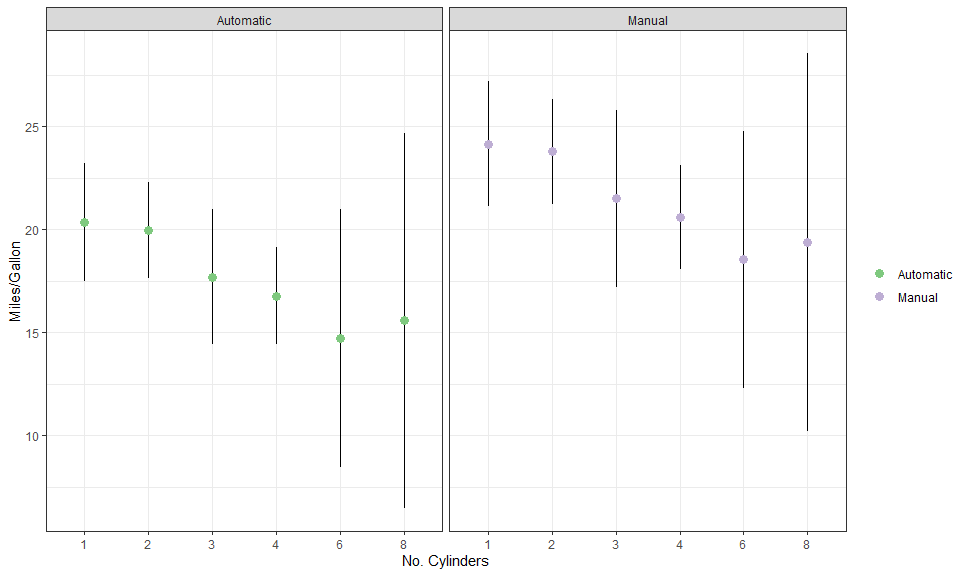 Automatic Manual
25
20
15
10
Miles/Gallon
1 2 3 4 6 8 1 2 3 4 6 8
No. Cylinders
Automatic
Manual